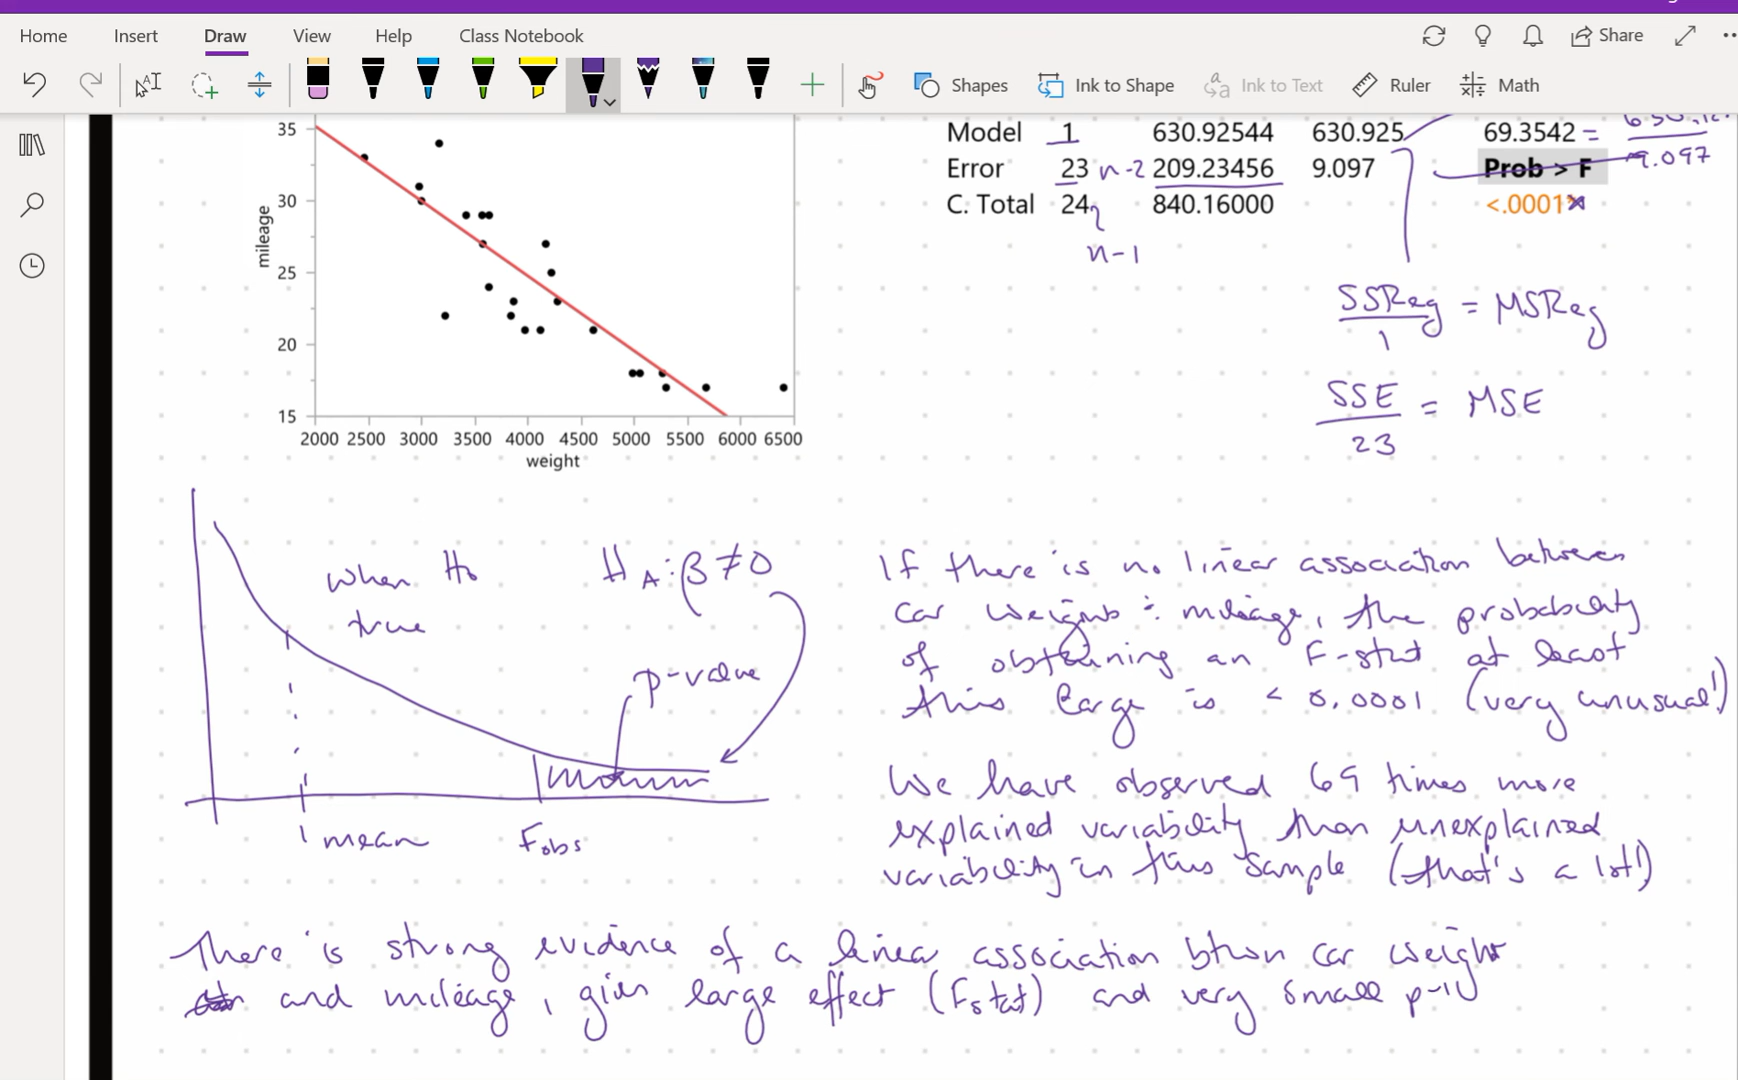 Home Insert Draw View Help Class Notebook Share
Shapes Ink to Shape Ink to Text Ruler Math
35
30
25
20
15
mileage
2000 2500 3000 3500 4000 4500 5000 5500 6000 6500
weight
Model 1 630.92544 630.925 69.3542 =
Error 23 n-2 209.23456 9.097 Prob > F 9.097
C. Total 24 840.16000 <.0001*
n-1
SSReg = MSReg
1
SSE = MSE
23
When H₀
true
H A : β ≠ 0
p-value
mean Fobs
If there is no linear association between
car weight ÷ mileage, the probability
of obtaining an F-stat at least
this large is < 0.0001 (very unusual!)
We have observed 69 times more
explained variability than unexplained
variability in this sample (that's a lot!)
There is strong evidence of a linear association btwn car weight
and mileage, given large effect (Fstat) and very small p-v